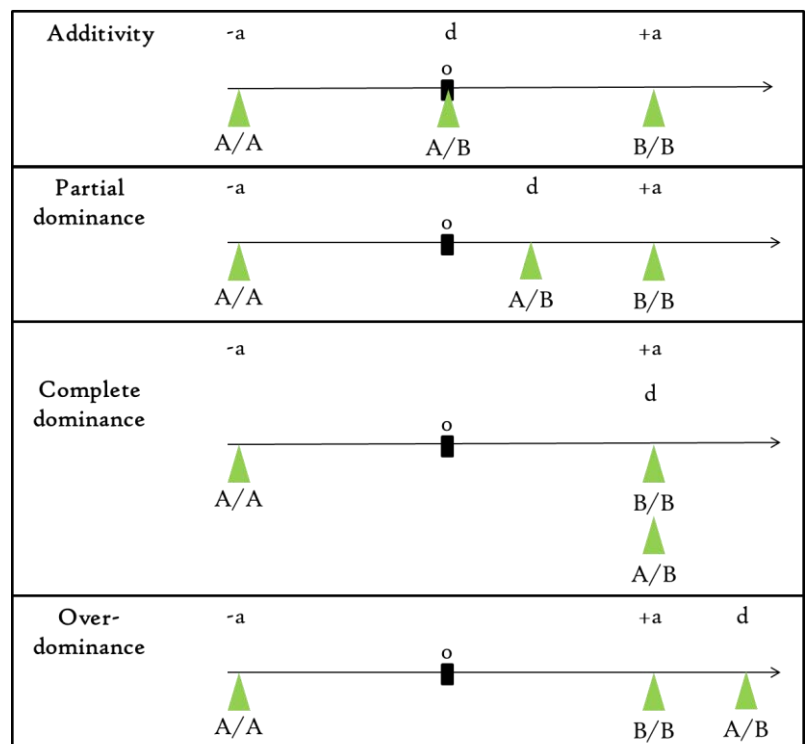 Additivity -a d +a
o
A/A A/B B/B
Partial -a d +a
dominance
o
A/A A/B B/B
-a +a
Complete d
dominance
o
A/A B/B
A/B
Over- -a +a d
dominance
o
A/A B/B A/B